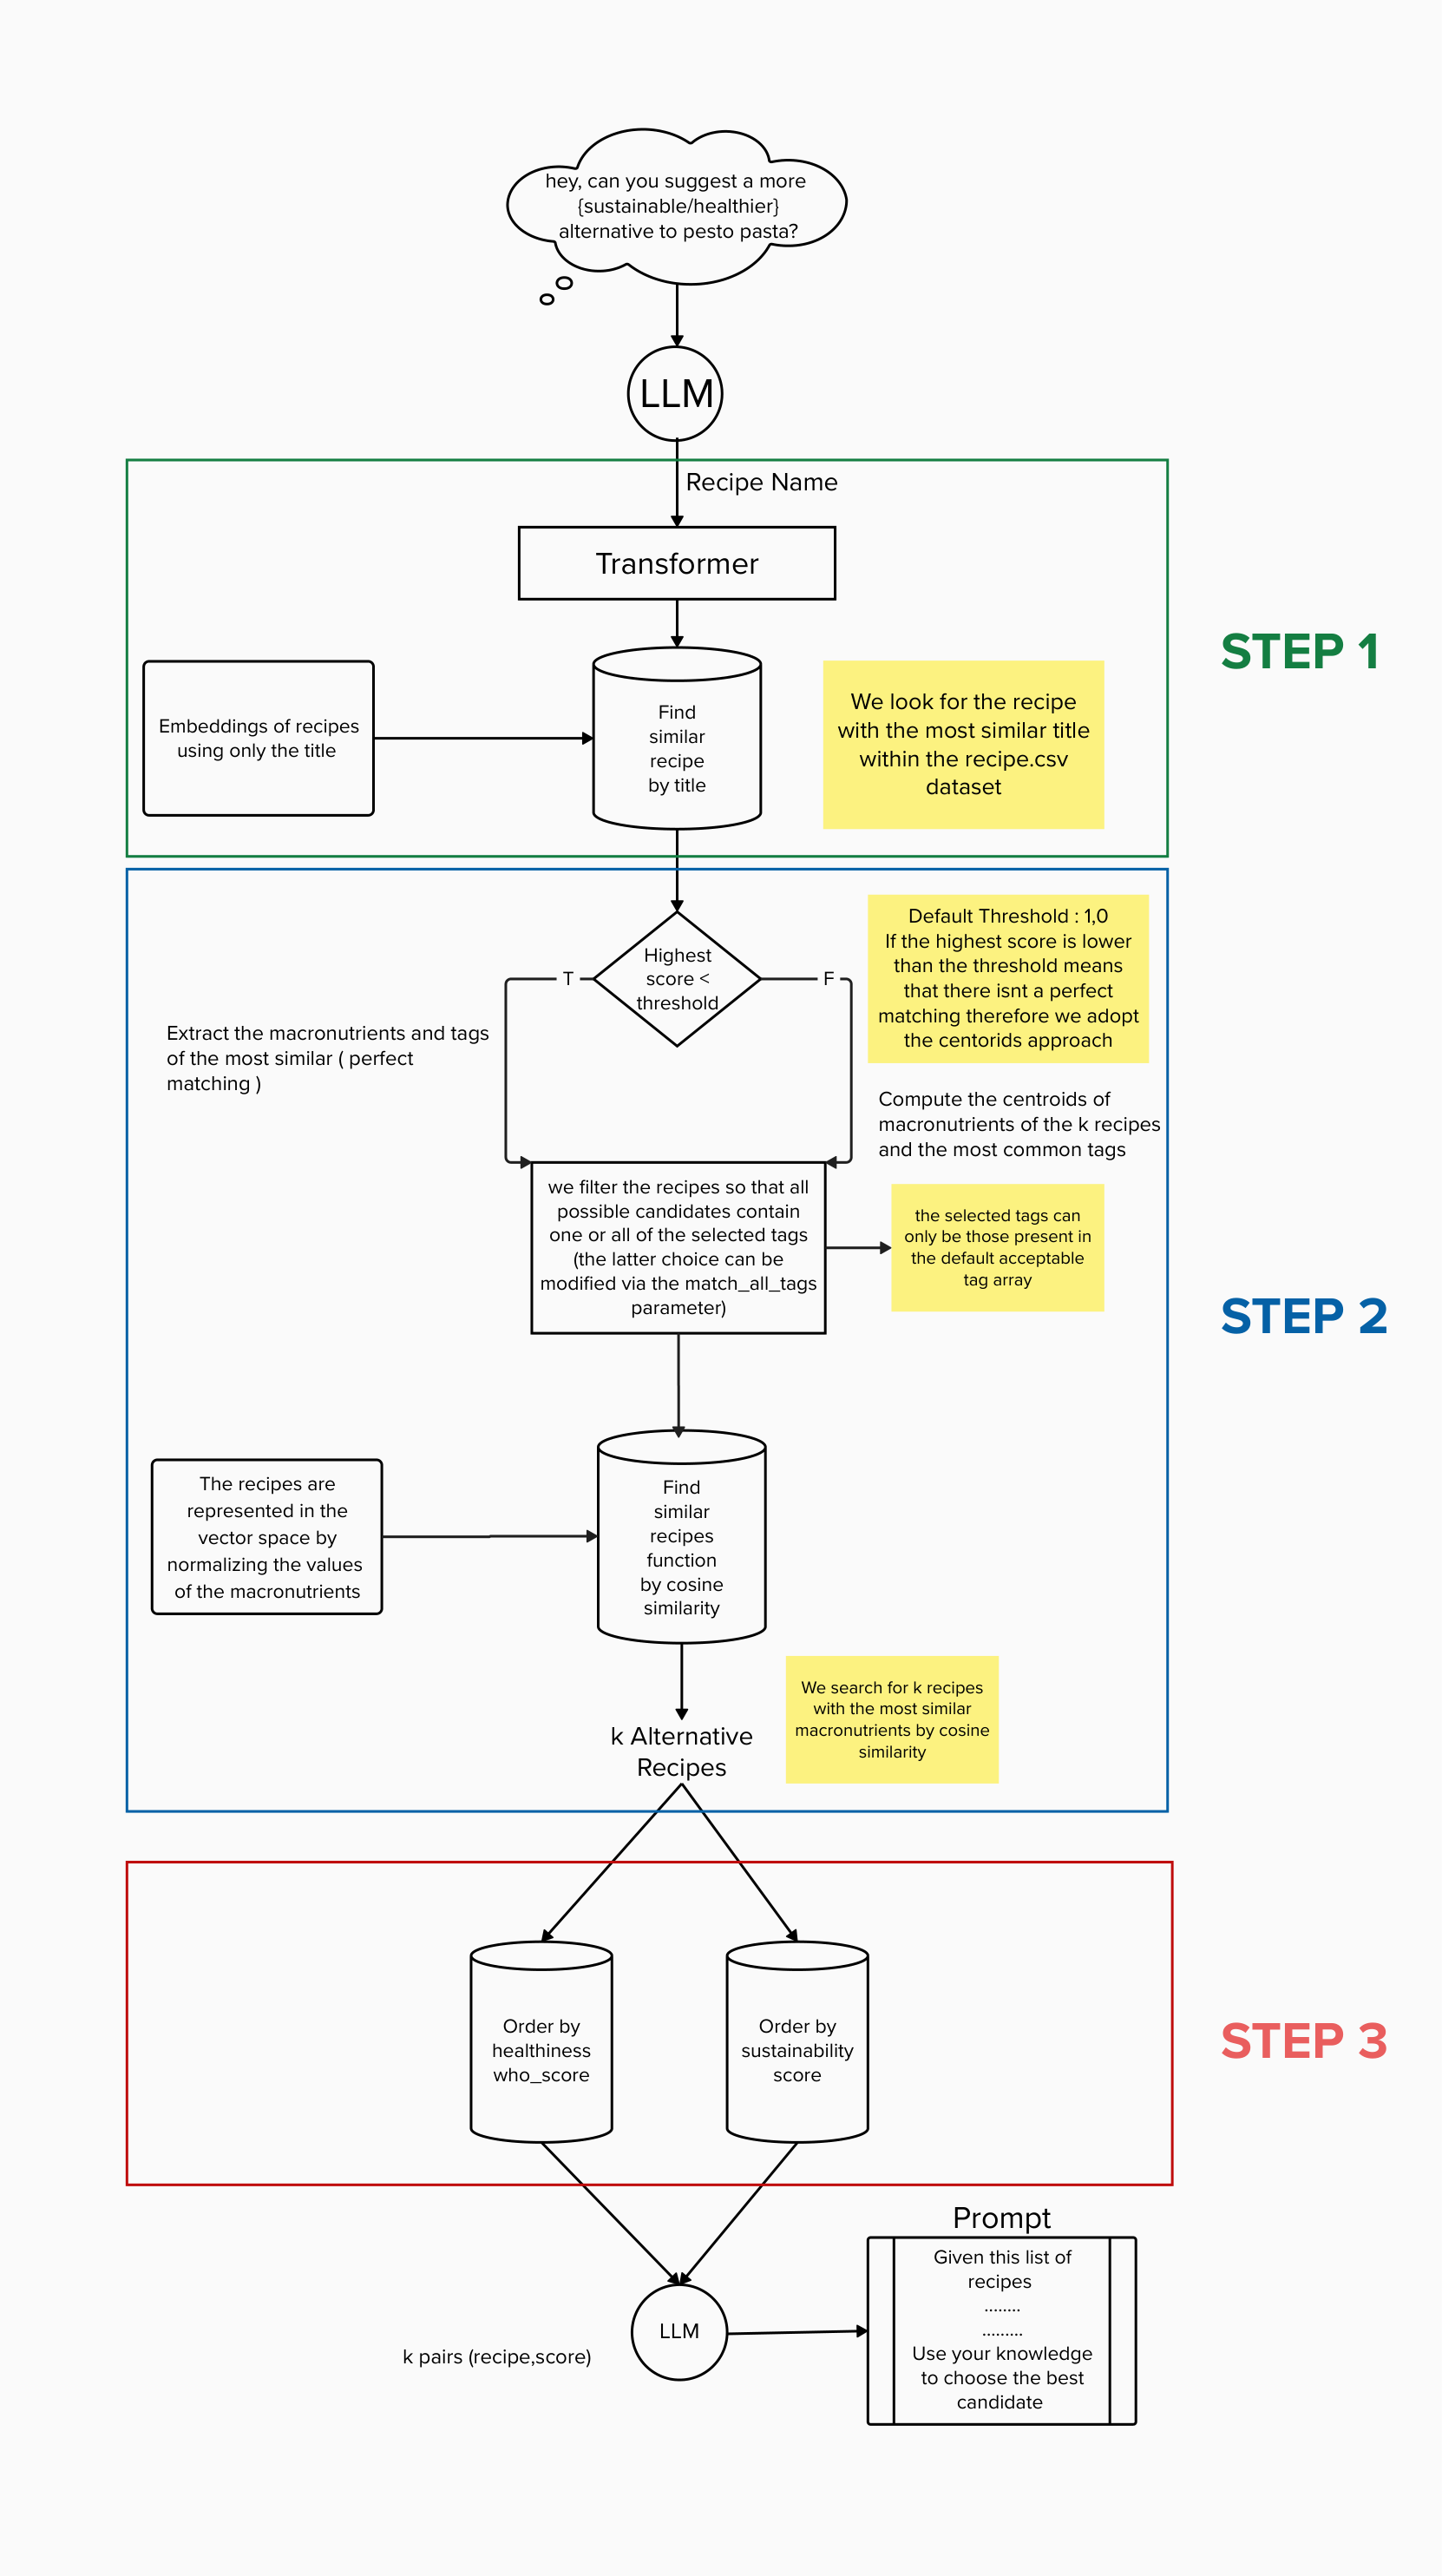 hey, can you suggest a more
{sustainable/healthier}
alternative to pesto pasta?
LLM
Recipe Name
Transformer
STEP 1
Embeddings of recipes
using only the title
Find
similar
recipe
by title
We look for the recipe
with the most similar title
within the recipe.csv
dataset
Highest
score <
threshold
T
F
Default Threshold : 1,0
If the highest score is lower
than the threshold means
that there isnt a perfect
matching therefore we adopt
the centorids approach
Extract the macronutrients and tags
of the most similar ( perfect
matching )
Compute the centroids of
macronutrients of the k recipes
and the most common tags
we filter the recipes so that all
possible candidates contain
one or all of the selected tags
(the latter choice can be
modified via the match_all_tags
parameter)
the selected tags can
only be those present in
the default acceptable
tag array
STEP 2
The recipes are
represented in the
vector space by
normalizing the values
of the macronutrients
Find
similar
recipes
function
by cosine
similarity
We search for k recipes
with the most similar
macronutrients by cosine
similarity
k Alternative
Recipes
Order by
healthiness
who_score
Order by
sustainability
score
STEP 3
Prompt
Given this list of
recipes
........
.........
Use your knowledge
to choose the best
candidate
LLM
k pairs (recipe,score)